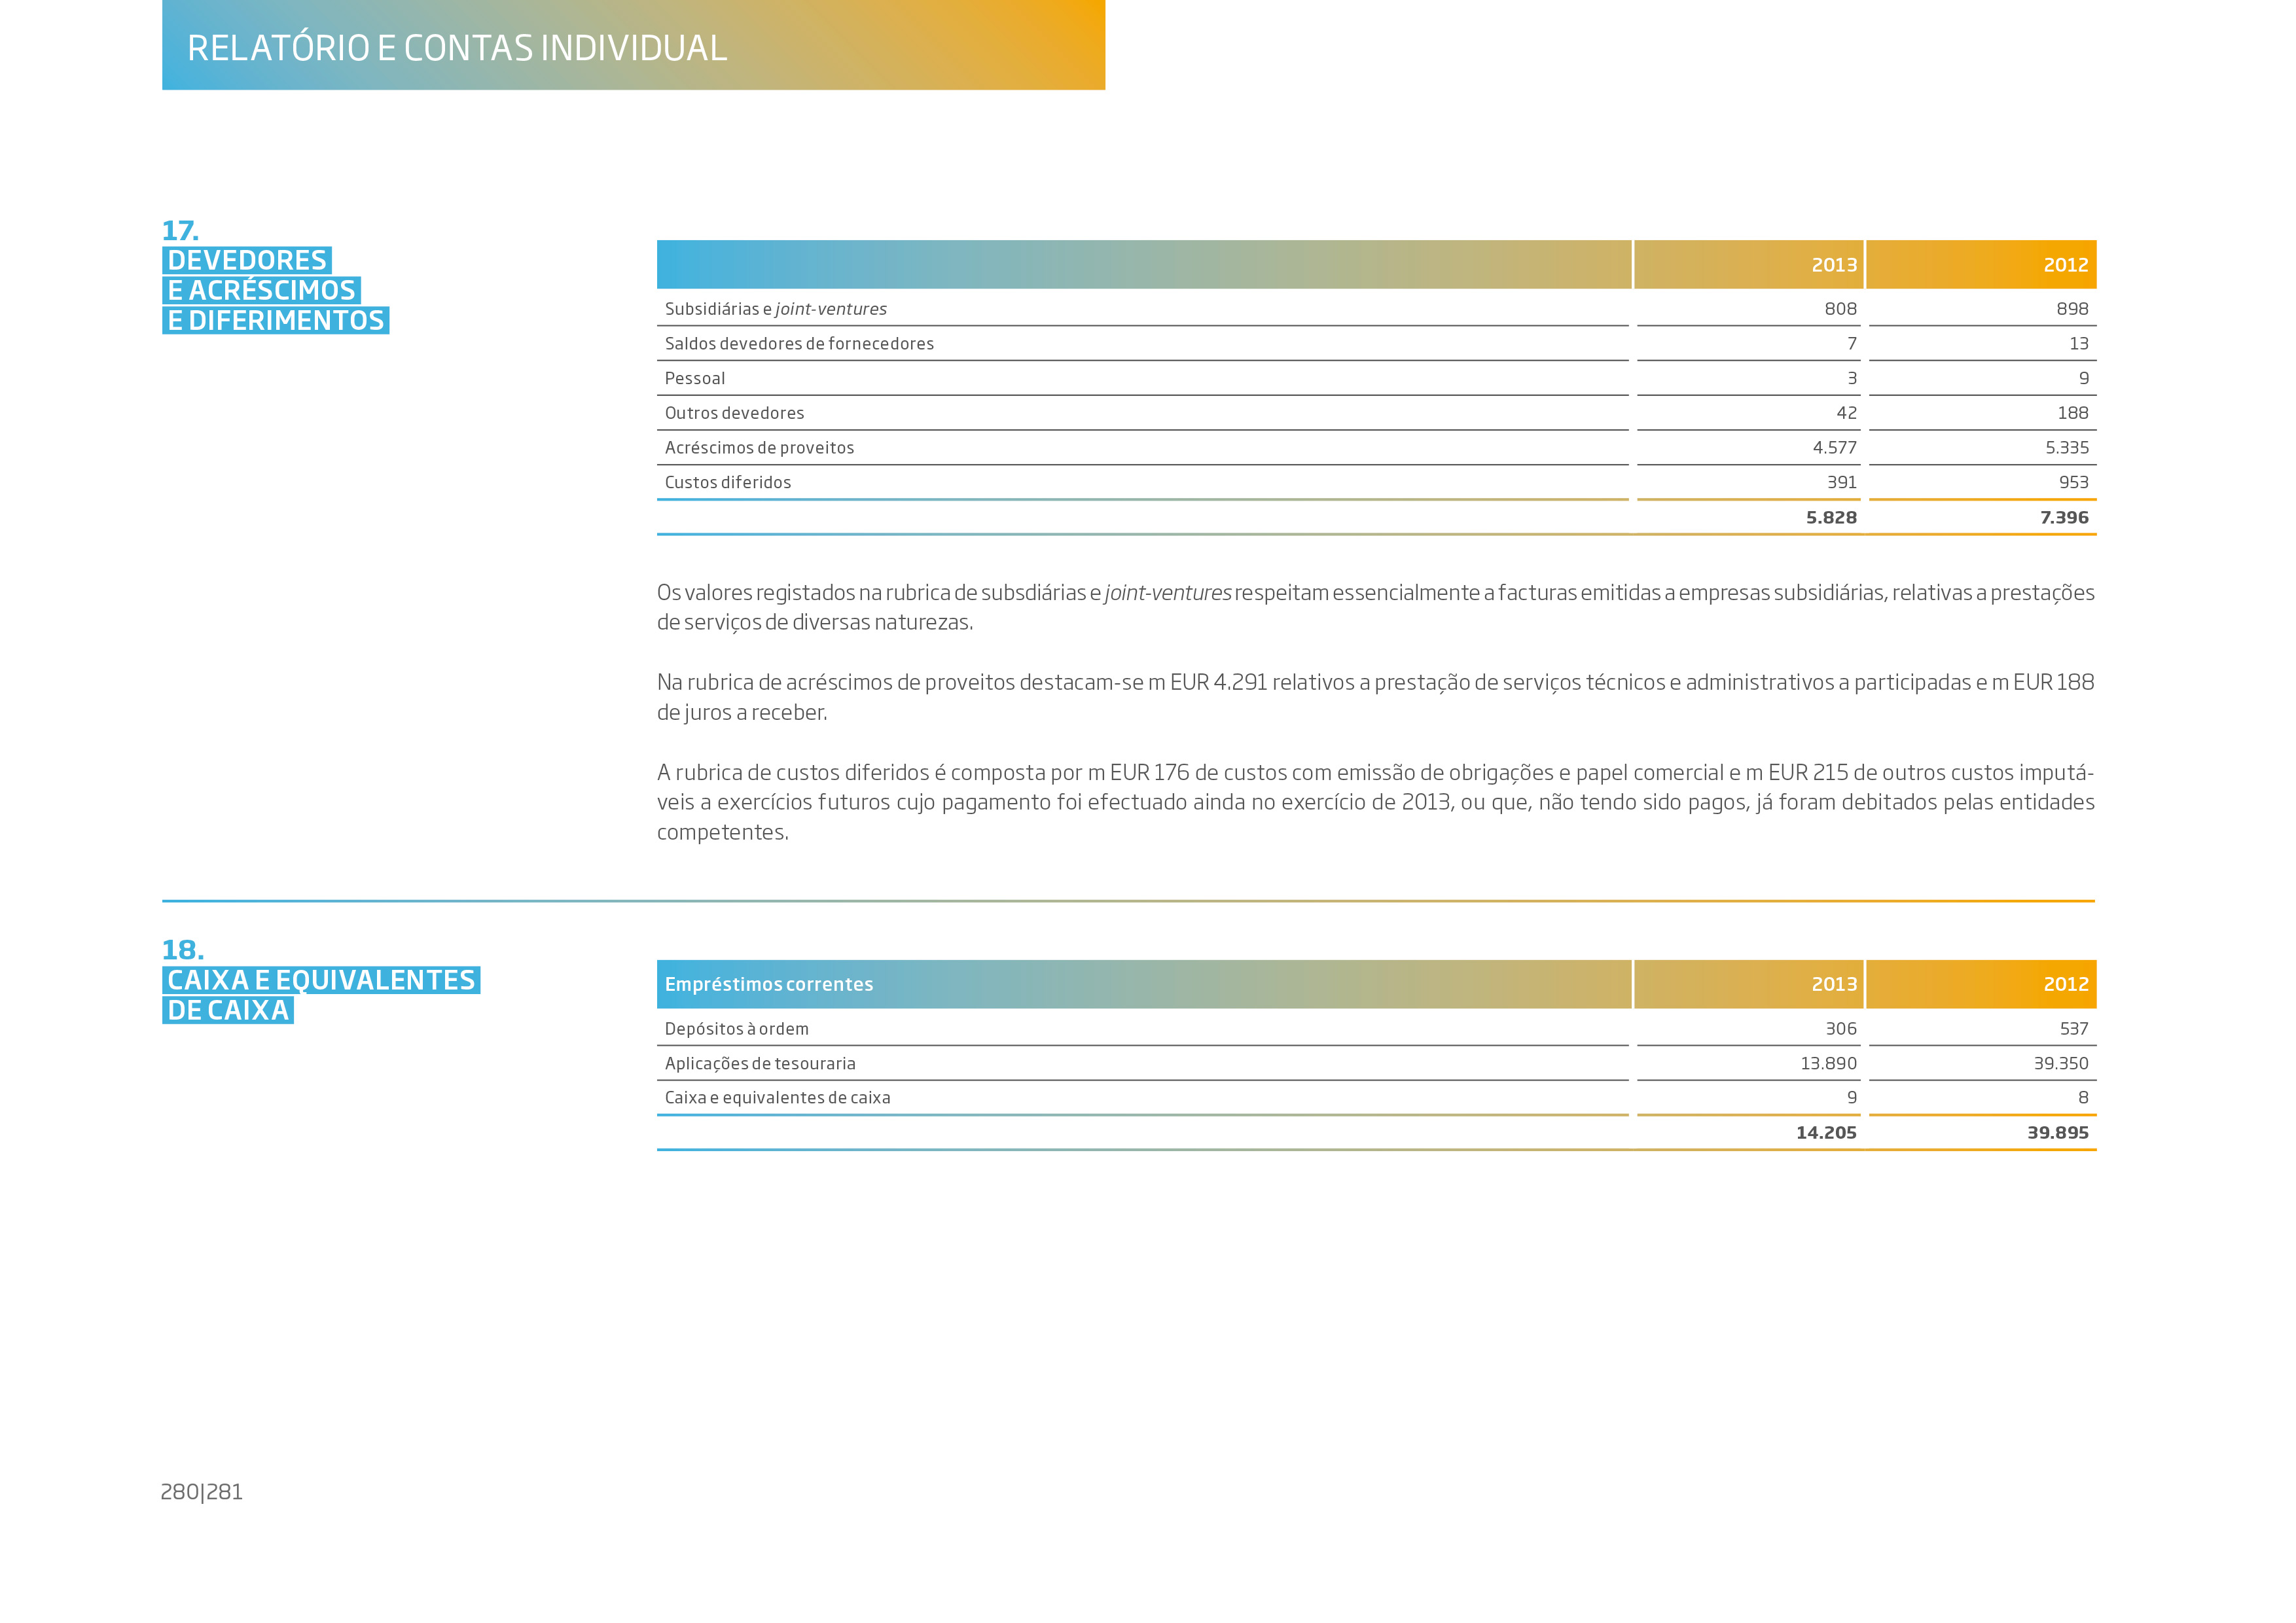 RELATÓRIO E CONTAS INDIVIDUAL
17.
DEVEDORES
E ACRÉSCIMOS
E DIFERIMENTOS
2013 2012
Subsidiárias e joint-ventures 808 898
Saldos devedores de fornecedores 7 13
Pessoal 3 9
Outros devedores 42 188
Acréscimos de proveitos 4.577 5.335
Custos diferidos 391 953
5.828 7.396
Os valores registados na rubrica de subsdiárias e joint-ventures respeitam essencialmente a facturas emitidas a empresas subsidiárias, relativas a prestações
de serviços de diversas naturezas.
Na rubrica de acréscimos de proveitos destacam-se m EUR 4.291 relativos a prestação de serviços técnicos e administrativos a participadas e m EUR 188
de juros a receber.
A rubrica de custos diferidos é composta por m EUR 176 de custos com emissão de obrigações e papel comercial e m EUR 215 de outros custos imputá-
veis a exercícios futuros cujo pagamento foi efectuado ainda no exercício de 2013, ou que, não tendo sido pagos, já foram debitados pelas entidades
competentes.
18.
CAIXA E EQUIVALENTES
DE CAIXA
Empréstimos correntes 2013 2012
Depósitos à ordem 306 537
Aplicações de tesouraria 13.890 39.350
Caixa e equivalentes de caixa 9 8
14.205 39.895
280|281